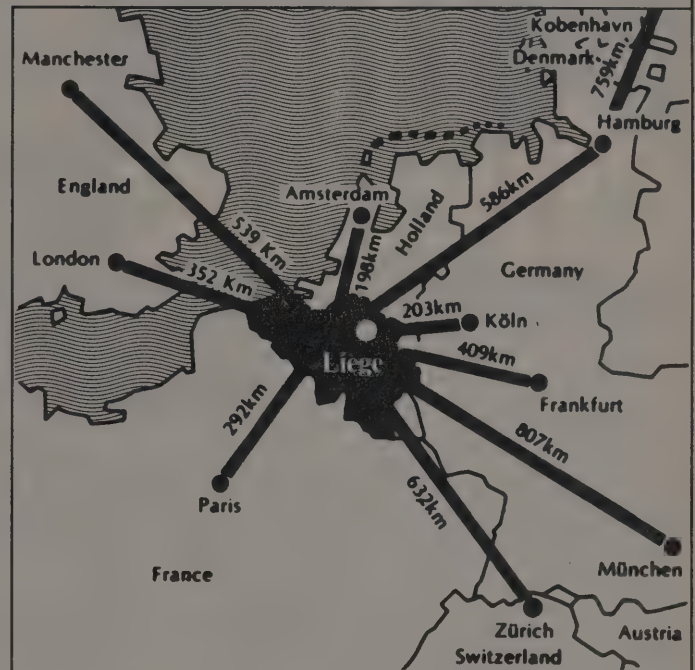 Kobenhavn
Denmark
759km.
Manchester
Hamburg
England
Amsterdam
Holland
586km
539 Km
198km
London
352 Km
Germany
203km
Köln
Liege
409km
Frankfurt
292km
807km
Paris
632km
France
München
Zürich
Austria
Switzerland